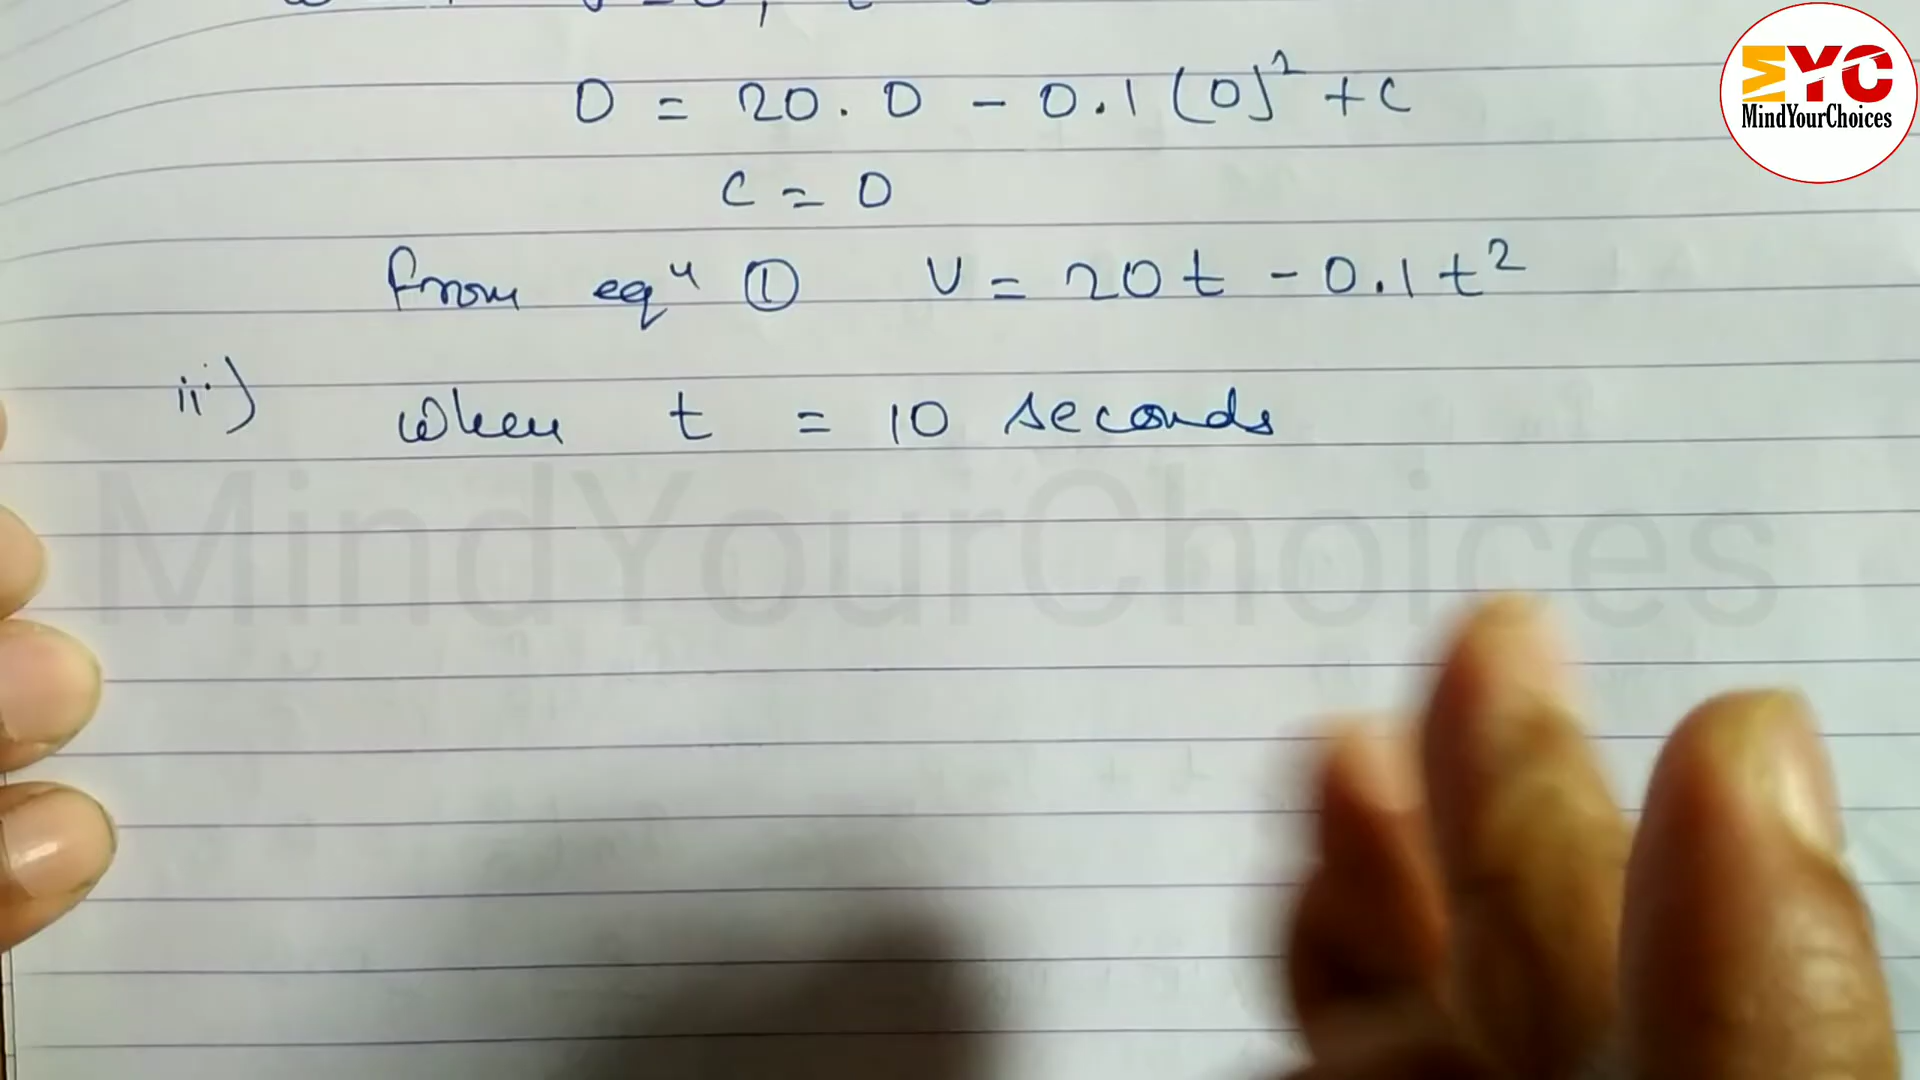 0 = 20.0 - 0.1(0)² + c
c = 0
from eqⁿ ① V = 20t - 0.1t²
ii) when t = 10 seconds
MYC
MindYourChoices
MindYourChoices